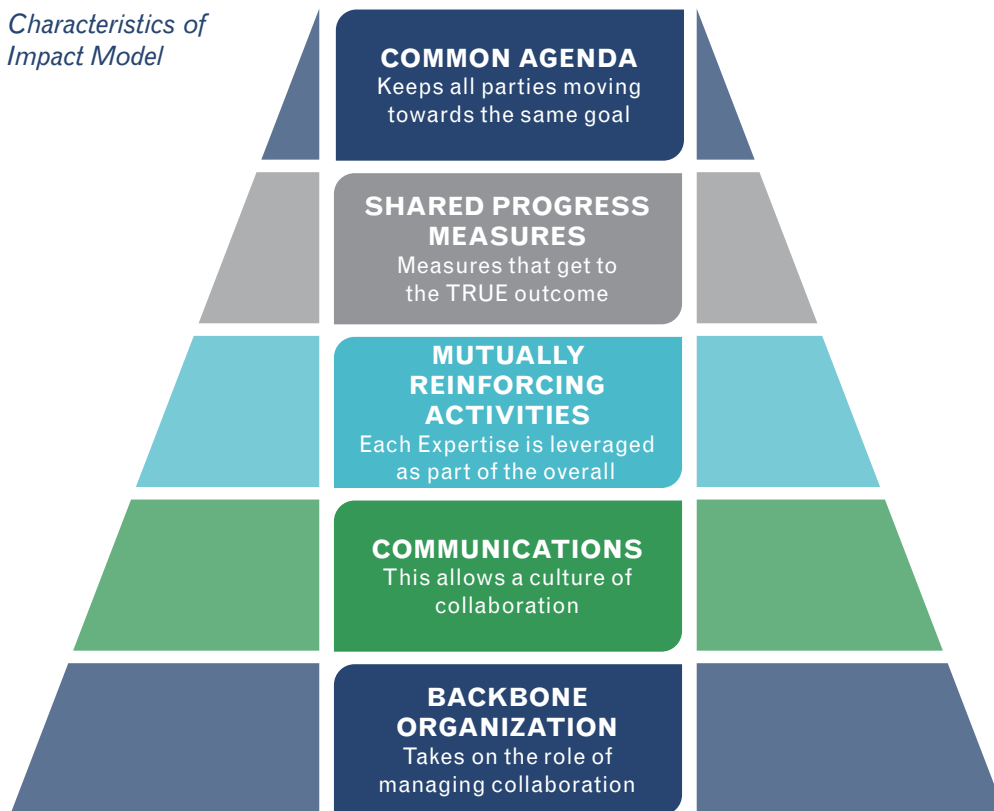 Characteristics of
Impact Model
COMMON AGENDA
Keeps all parties moving
towards the same goal
SHARED PROGRESS
MEASURES
Measures that get to
the TRUE outcome
MUTUALLY
REINFORCING
ACTIVITIES
Each Expertise is leveraged
as part of the overall
COMMUNICATIONS
This allows a culture of
collaboration
BACKBONE
ORGANIZATION
Takes on the role of
managing collaboration